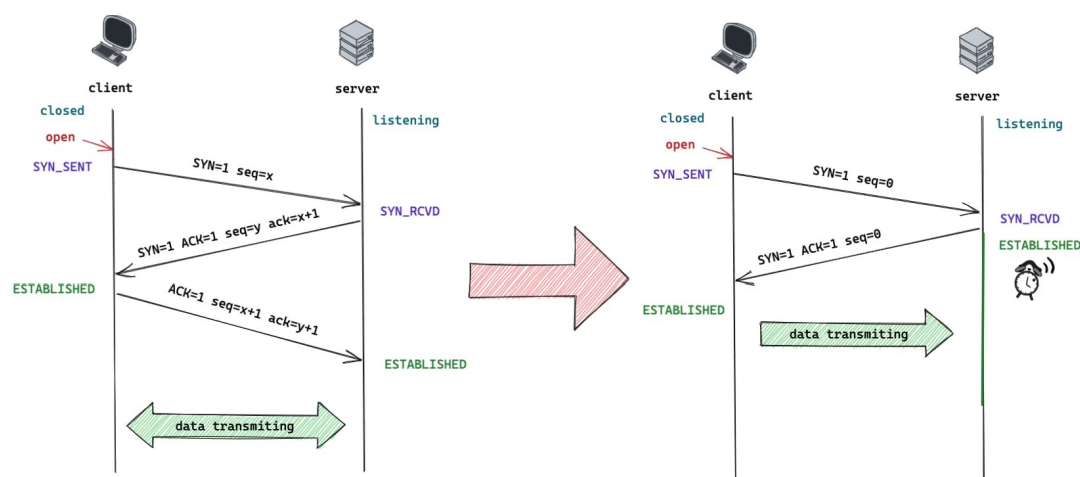 client
server
closed
listening
open
SYN_SENT
SYN=1 seq=x
SYN_RCVD
SYN=1 ACK=1 seq=y ack=x+1
ESTABLISHED
ACK=1 seq=x+1 ack=y+1
ESTABLISHED
data transmiting
client
server
closed
listening
open
SYN_SENT
SYN=1 seq=0
SYN_RCVD
SYN=1 ACK=1 seq=0
ESTABLISHED
ESTABLISHED
data transmiting